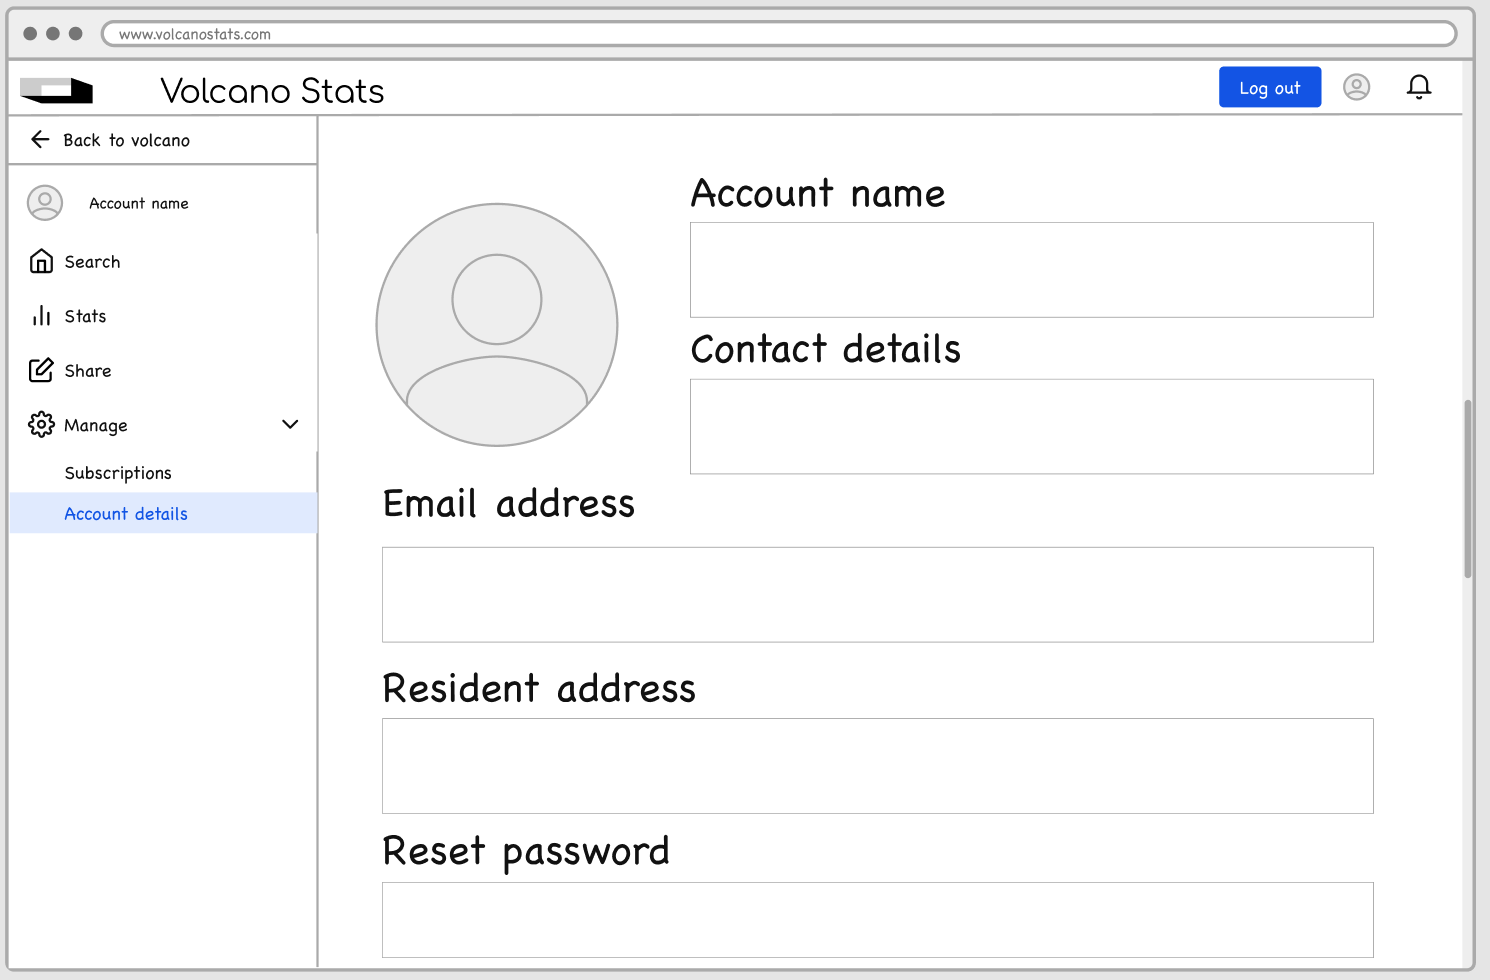 www.volcanostats.com
Volcano Stats
Log out
Back to volcano
Account name
Search
Stats
Share
Manage
Subscriptions
Account details
Account name
Contact details
Email address
Resident address
Reset password